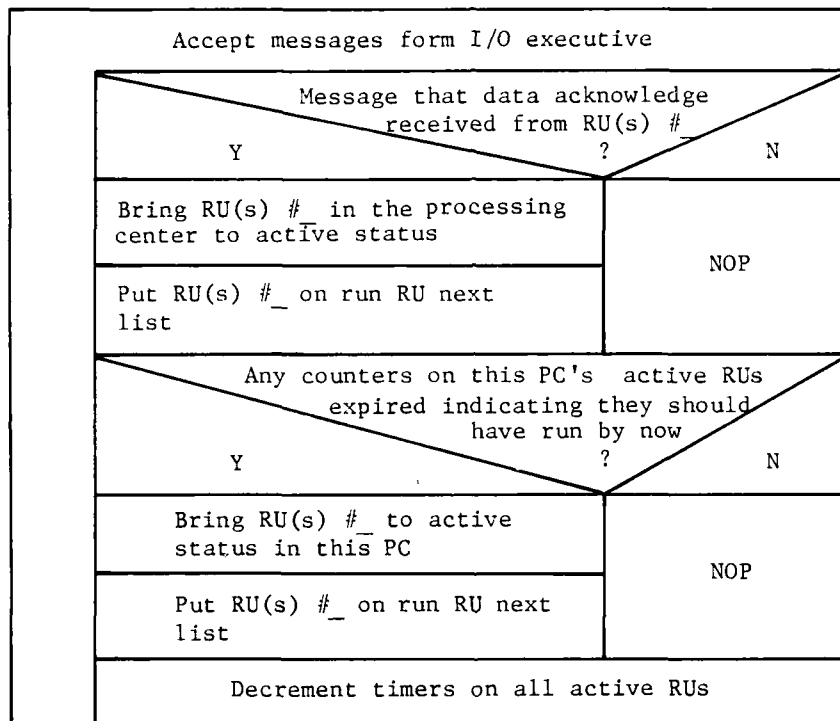 Accept messages form I/O executive
Message that data acknowledge
received from RU(s) #_
Y ? N
Bring RU(s) #_ in the processing
center to active status
NOP
Put RU(s) #_ on run RU next
list
Any counters on this PC's active RUs
expired indicating they should
have run by now
Y ? N
Bring RU(s) #_ to active
status in this PC
NOP
Put RU(s) #_ on run RU next
list
Decrement timers on all active RUs